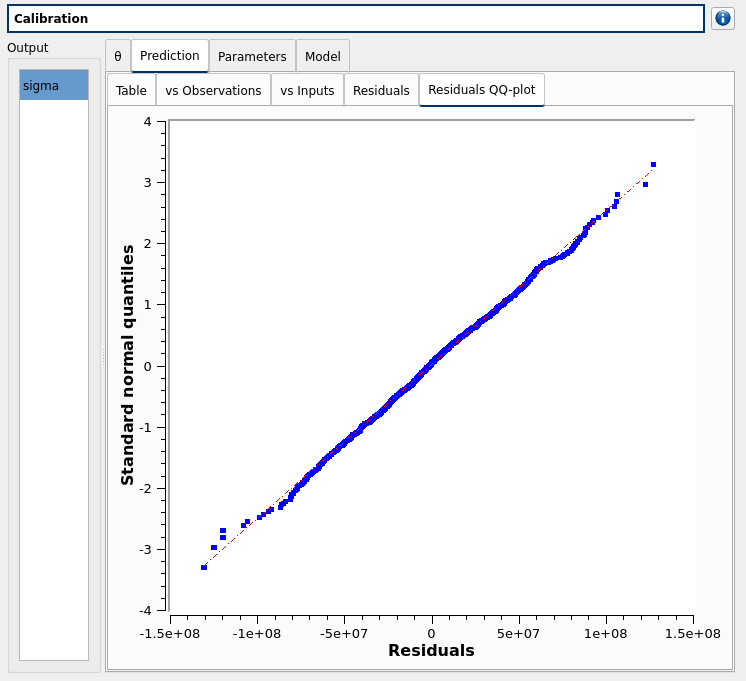 Calibration
Output
sigma
θ Prediction Parameters Model
Table vs Observations vs Inputs Residuals Residuals QQ-plot
Standard normal quantiles
4
3
2
1
0
-1
-2
-3
-4
-1.5e+08 -1e+08 -5e+07 0 5e+07 1e+08 1.5e+08
Residuals